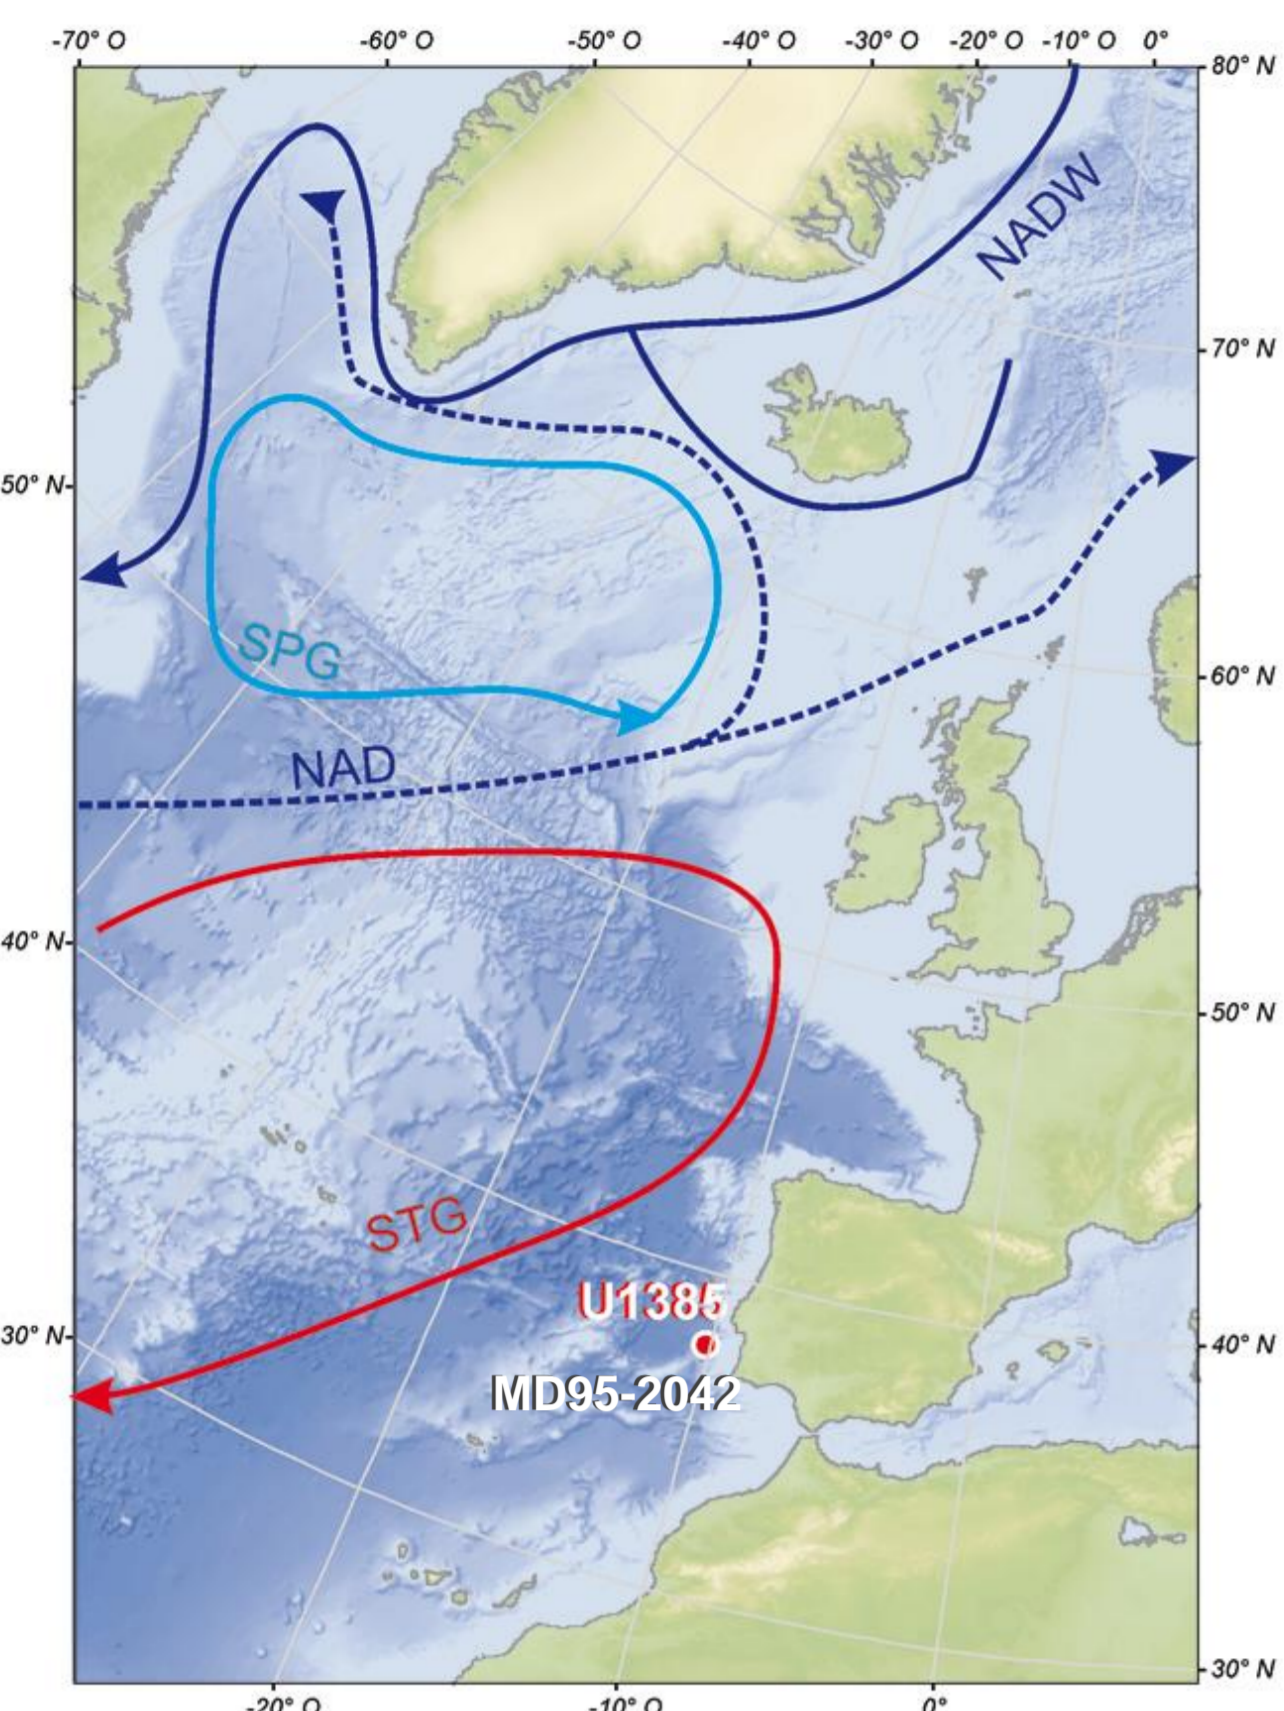 -70° O -60° O -50° O -40° O -30° O -20° O -10° O 0°
80° N
NADW
70° N
50° N
SPG
60° N
NAD
40° N
50° N
STG
U1385
30° N
40° N
MD95-2042
30° N
-20° O -10° O 0°